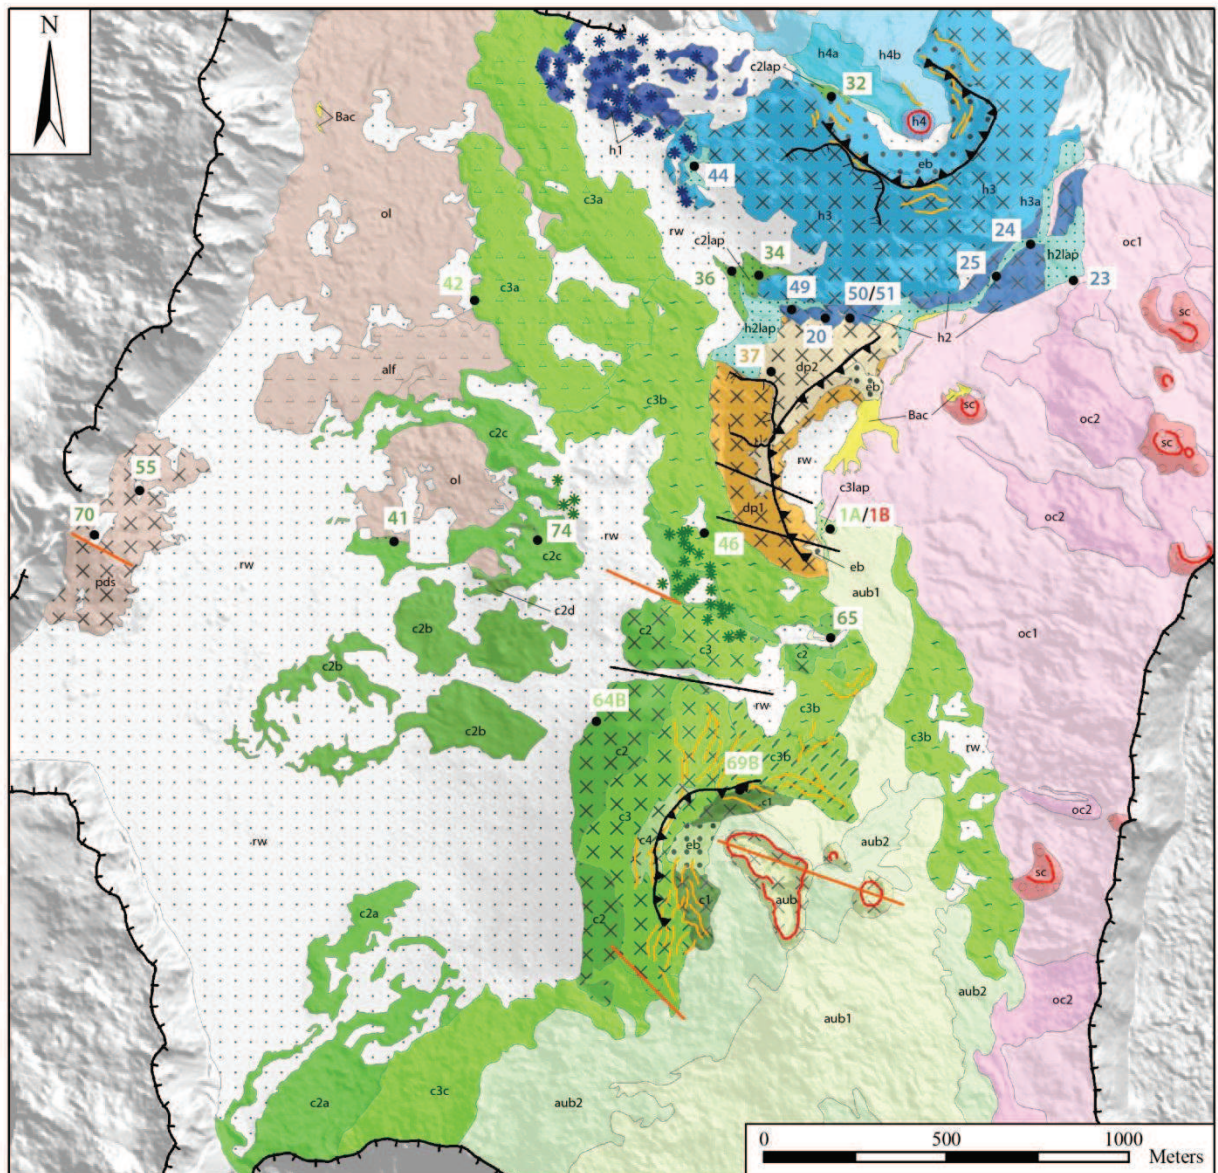 N
h4a
h4b
c2lap
32
Bac
h4
h1
eb
44
h3
ol
c3a
h3
h3a
rw
24
oc1
c2lap
34
25
h2lap
36
42
c3a
49
50/51
23
sc
h2lap
20
h2
37
dp2
alf
eb
c3b
Bac
sc
oc2
c2c
sc
ol
rw
55
c3lap
dp1
1A/1B
oc2
70
41
74
46
rw
c2c
rw
eb
pds
aub1
c2d
65
c2b
c2
oc1
c3
c2
c2b
64B
rw
c3b
c2b
c2
c3b
rw
69B
c3b
c1
oc2
c3
rw
c4
eb
aub2
sc
c1
aub
c2a
c2
aub2
oc2
aub1
c3c
c2a
aub2
0 500 1000
Meters